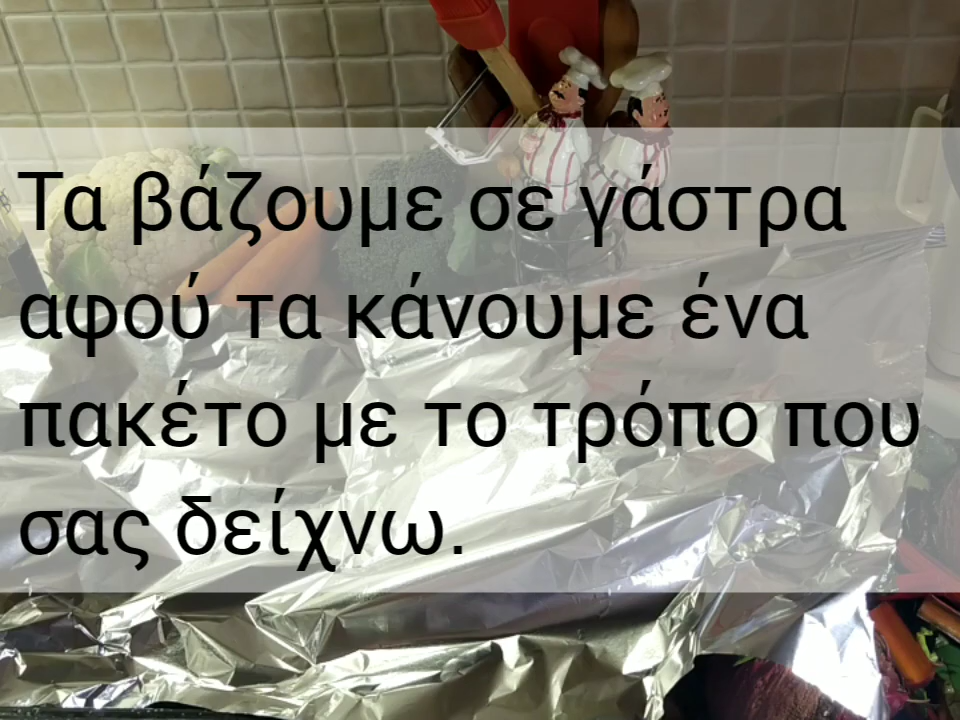 Τα βάζουμε σε γάστρα
αφού τα κάνουμε ένα
πακέτο με το τρόπο που
σας δείχνω.